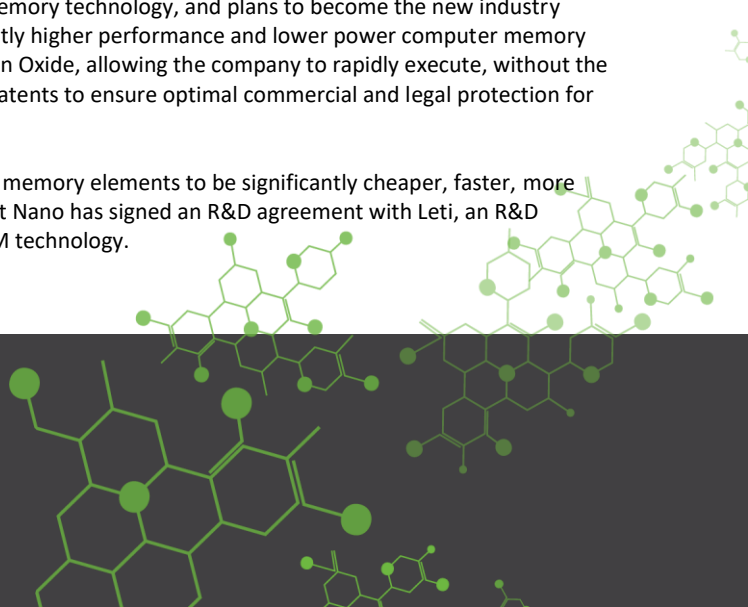 emory technology, and plans to become the new industry
tly higher performance and lower power computer memory
n Oxide, allowing the company to rapidly execute, without the
atents to ensure optimal commercial and legal protection for
memory elements to be significantly cheaper, faster, more
t Nano has signed an R&D agreement with Leti, an R&D
M technology.